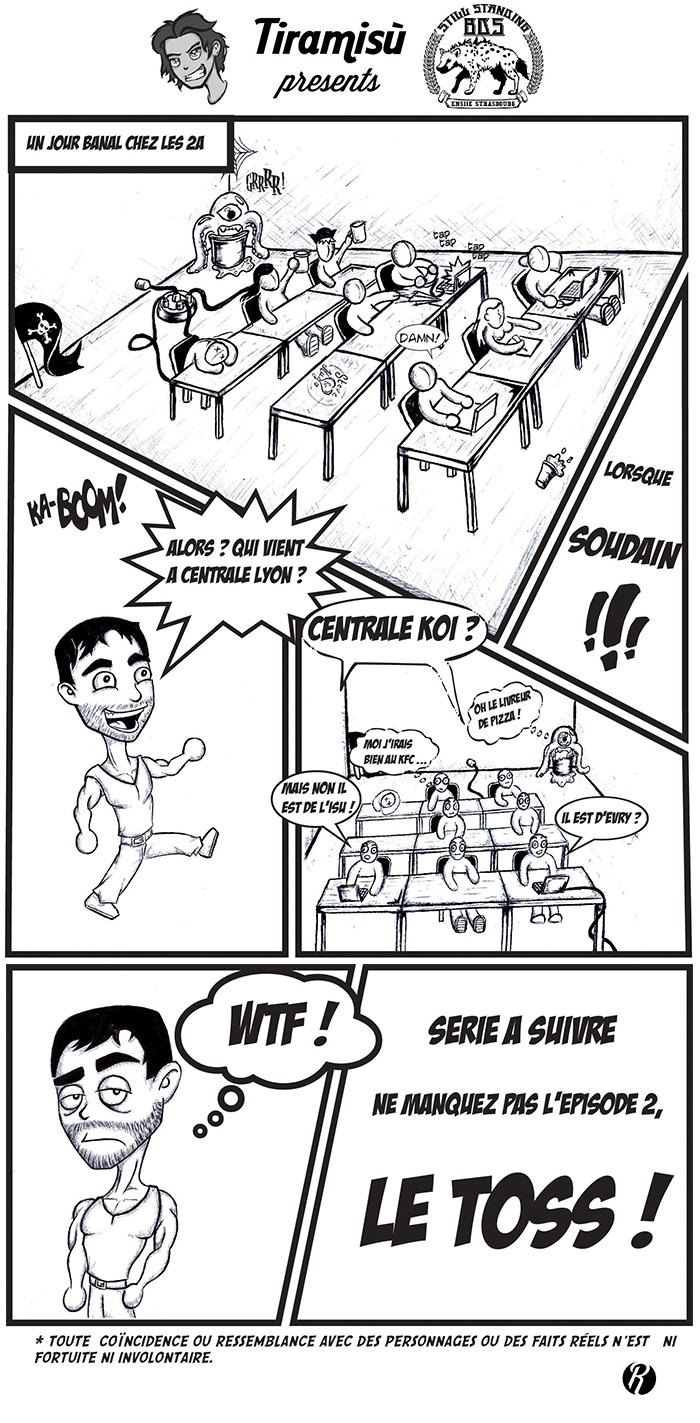 Tiramisù
presents
STILL STANDING
BDS
ENSIIE STRASBOURG
UN JOUR BANAL CHEZ LES 2A
GRRRR!
tap
tap
tap
tap
DAMN!
LORSQUE
SOUDAIN
!!!
KA-BOOM!
ALORS ? QUI VIENT
A CENTRALE LYON ?
CENTRALE KOI ?
OH LE LIVREUR
DE PIZZA !
MOI J'IRAIS
BIEN AU KFC ...
MAIS NON IL
EST DE L'ISU !
IL EST D'EVRY ?
WTF !
SERIE A SUIVRE
NE MANQUEZ PAS L'EPISODE 2,
LE TOSS !
* TOUTE COÏNCIDENCE OU RESSEMBLANCE AVEC DES PERSONNAGES OU DES FAITS RÉELS N'EST NI
FORTUITE NI INVOLONTAIRE.
R